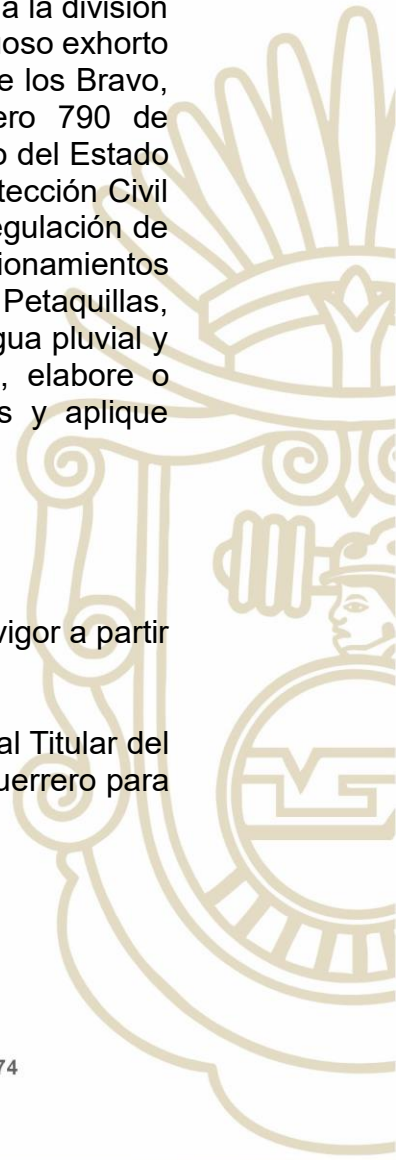 a la división
uoso exhorto
e los Bravo,
ero 790 de
o del Estado
tección Civil
egulación de
ionamientos
Petaquillas,
gua pluvial y
, elabore o
s y aplique
vigor a partir
al Titular del
uerrero para
74